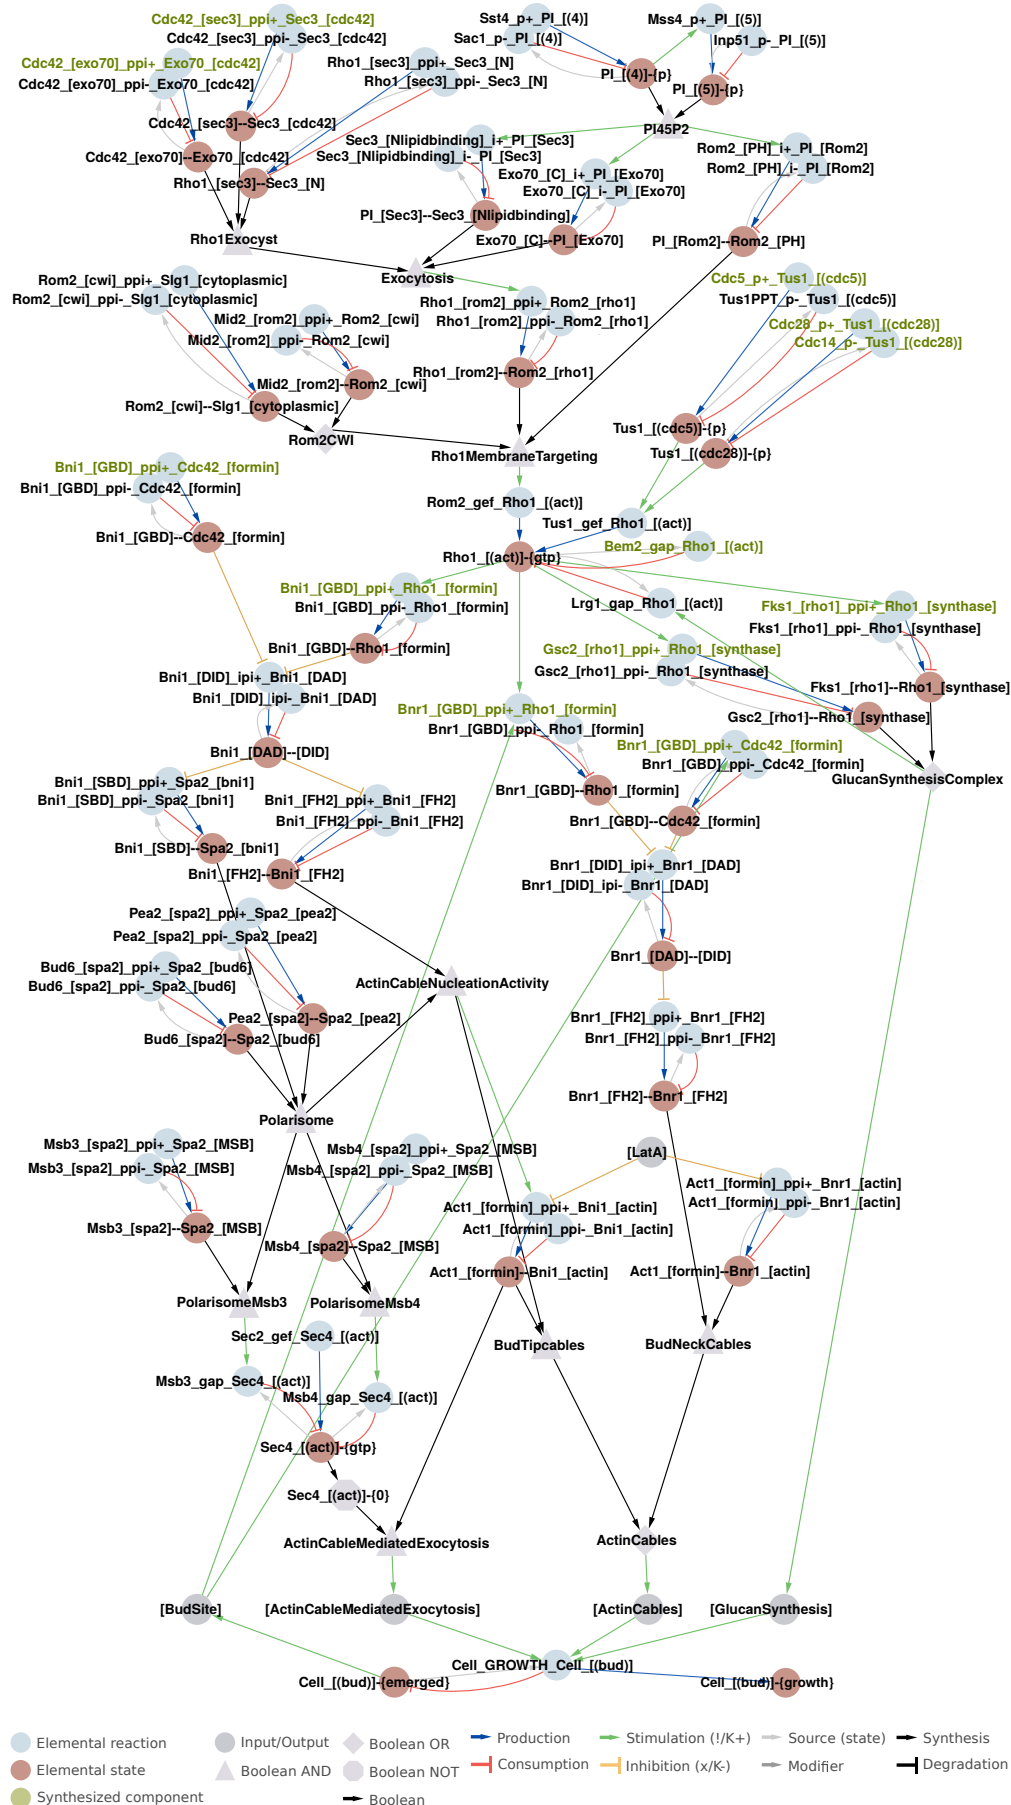 Cdc42_[sec3]_ppi+_Sec3_[cdc42]
Cdc42_[sec3]_ppi-_Sec3_[cdc42]
Sst4_p+_PI_[(4)]
Sac1_p-_PI_[(4)]
Mss4_p+_PI_[(5)]
Inp51_p-_PI_[(5)]
Cdc42_[exo70]_ppi+_Exo70_[cdc42]
Cdc42_[exo70]_ppi-_Exo70_[cdc42]
Rho1_[sec3]_ppi+_Sec3_[N]
Rho1_[sec3]_ppi-_Sec3_[N]
PI_[(4)]-{p}
PI_[(5)]-{p}
Cdc42_[sec3]--Sec3_[cdc42]
PI45P2
Cdc42_[exo70]--Exo70_[cdc42]
Sec3_[Nlipidbinding]_i+_PI_[Sec3]
Sec3_[Nlipidbinding]_i-_PI_[Sec3]
Rom2_[PH]_i+_PI_[Rom2]
Rom2_[PH]_i-_PI_[Rom2]
Rho1_[sec3]--Sec3_[N]
Exo70_[C]_i+_PI_[Exo70]
Exo70_[C]_i-_PI_[Exo70]
PI_[Sec3]--Sec3_[Nlipidbinding]
Rho1Exocyst
Exo70_[C]--PI_[Exo70]
PI_[Rom2]--Rom2_[PH]
Exocytosis
Rom2_[cwi]_ppi+_Slg1_[cytoplasmic]
Rom2_[cwi]_ppi-_Slg1_[cytoplasmic]
Cdc5_p+_Tus1_[(cdc5)]
Tus1PPT_p-_Tus1_[(cdc5)]
Rho1_[rom2]_ppi+_Rom2_[rho1]
Rho1_[rom2]_ppi-_Rom2_[rho1]
Mid2_[rom2]_ppi+_Rom2_[cwi]
Mid2_[rom2]_ppi-_Rom2_[cwi]
Cdc28_p+_Tus1_[(cdc28)]
Cdc14_p-_Tus1_[(cdc28)]
Rho1_[rom2]--Rom2_[rho1]
Mid2_[rom2]--Rom2_[cwi]
Rom2_[cwi]--Slg1_[cytoplasmic]
Tus1_[(cdc5)]-{p}
Rom2CWI
Rho1MembraneTargeting
Tus1_[(cdc28)]-{p}
Bni1_[GBD]_ppi+_Cdc42_[formin]
Bni1_[GBD]_ppi-_Cdc42_[formin]
Rom2_gef_Rho1_[(act)]
Tus1_gef_Rho1_[(act)]
Bni1_[GBD]--Cdc42_[formin]
Rho1_[(act)]-{gtp}
Bem2_gap_Rho1_[(act)]
Bni1_[GBD]_ppi+_Rho1_[formin]
Bni1_[GBD]_ppi-_Rho1_[formin]
Lrg1_gap_Rho1_[(act)]
Fks1_[rho1]_ppi+_Rho1_[synthase]
Fks1_[rho1]_ppi-_Rho1_[synthase]
Bni1_[GBD]--Rho1_[formin]
Gsc2_[rho1]_ppi+_Rho1_[synthase]
Gsc2_[rho1]_ppi-_Rho1_[synthase]
Bni1_[DID]_ipi+_Bni1_[DAD]
Bni1_[DID]_ipi-_Bni1_[DAD]
Fks1_[rho1]--Rho1_[synthase]
Bnr1_[GBD]_ppi+_Rho1_[formin]
Bnr1_[GBD]_ppi-_Rho1_[formin]
Gsc2_[rho1]--Rho1_[synthase]
Bni1_[DAD]--[DID]
Bnr1_[GBD]_ppi+_Cdc42_[formin]
Bnr1_[GBD]_ppi-_Cdc42_[formin]
GlucanSynthesisComplex
Bni1_[SBD]_ppi+_Spa2_[bni1]
Bni1_[SBD]_ppi-_Spa2_[bni1]
Bni1_[FH2]_ppi+_Bni1_[FH2]
Bni1_[FH2]_ppi-_Bni1_[FH2]
Bnr1_[GBD]--Rho1_[formin]
Bnr1_[GBD]--Cdc42_[formin]
Bni1_[SBD]--Spa2_[bni1]
Bni1_[FH2]--Bni1_[FH2]
Bnr1_[DID]_ipi+_Bnr1_[DAD]
Bnr1_[DID]_ipi-_Bnr1_[DAD]
Pea2_[spa2]_ppi+_Spa2_[pea2]
Pea2_[spa2]_ppi-_Spa2_[pea2]
Bnr1_[DAD]--[DID]
Bud6_[spa2]_ppi+_Spa2_[bud6]
Bud6_[spa2]_ppi-_Spa2_[bud6]
ActinCableNucleationActivity
Pea2_[spa2]--Spa2_[pea2]
Bud6_[spa2]--Spa2_[bud6]
Bnr1_[FH2]_ppi+_Bnr1_[FH2]
Bnr1_[FH2]_ppi-_Bnr1_[FH2]
Bnr1_[FH2]--Bnr1_[FH2]
Polarisome
Msb3_[spa2]_ppi+_Spa2_[MSB]
Msb3_[spa2]_ppi-_Spa2_[MSB]
Msb4_[spa2]_ppi+_Spa2_[MSB]
Msb4_[spa2]_ppi-_Spa2_[MSB]
[LatA]
Act1_[formin]_ppi+_Bnr1_[actin]
Act1_[formin]_ppi-_Bnr1_[actin]
Act1_[formin]_ppi+_Bni1_[actin]
Act1_[formin]_ppi-_Bni1_[actin]
Msb3_[spa2]--Spa2_[MSB]
Msb4_[spa2]--Spa2_[MSB]
Act1_[formin]--Bni1_[actin]
Act1_[formin]--Bnr1_[actin]
PolarisomeMsb3
PolarisomeMsb4
Sec2_gef_Sec4_[(act)]
BudTipcables
BudNeckCables
Msb3_gap_Sec4_[(act)]
Msb4_gap_Sec4_[(act)]
Sec4_[(act)]-{gtp}
Sec4_[(act)]-{0}
ActinCableMediatedExocytosis
ActinCables
[BudSite]
[ActinCableMediatedExocytosis]
[ActinCables]
[GlucanSynthesis]
Cell_GROWTH_Cell_[(bud)]
Cell_[(bud)]-{emerged}
Cell_[(bud)]-{growth}
Elemental reaction
Input/Output
Boolean OR
Production
Stimulation (!/K+)
Source (state)
Synthesis
Elemental state
Boolean AND
Boolean NOT
Consumption
Inhibition (x/K-)
Modifier
Degradation
Synthesized component
Boolean